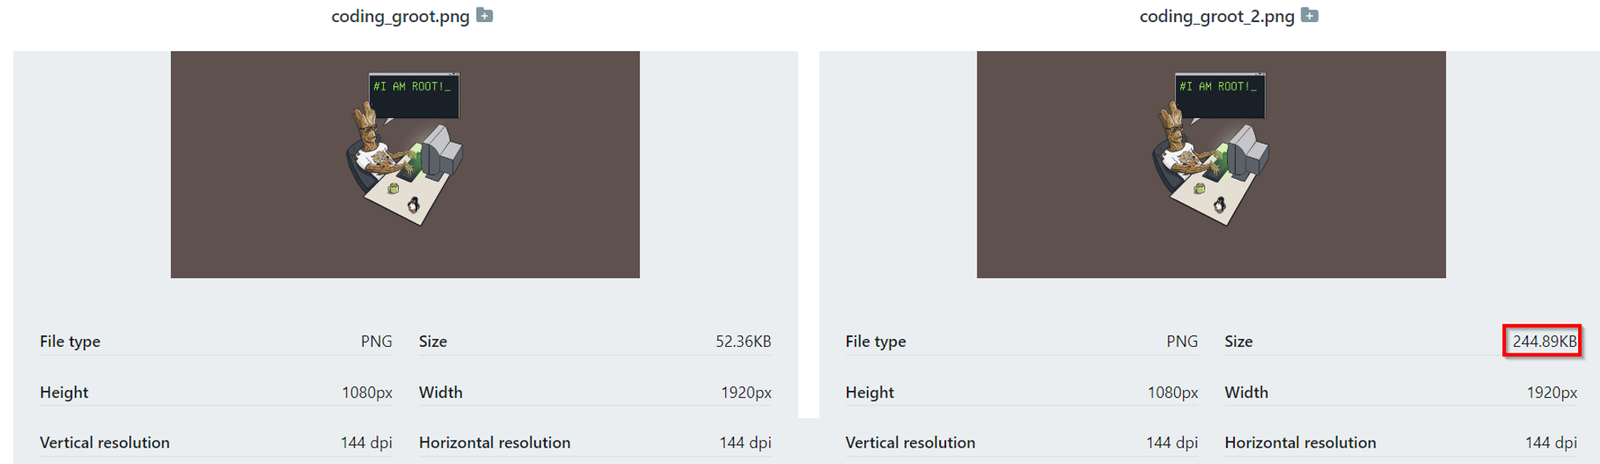 coding_groot.png
coding_groot_2.png
#I AM ROOT!_
#I AM ROOT!_
File type PNG Size 52.36KB
Height 1080px Width 1920px
Vertical resolution 144 dpi Horizontal resolution 144 dpi
File type PNG Size 244.89KB
Height 1080px Width 1920px
Vertical resolution 144 dpi Horizontal resolution 144 dpi